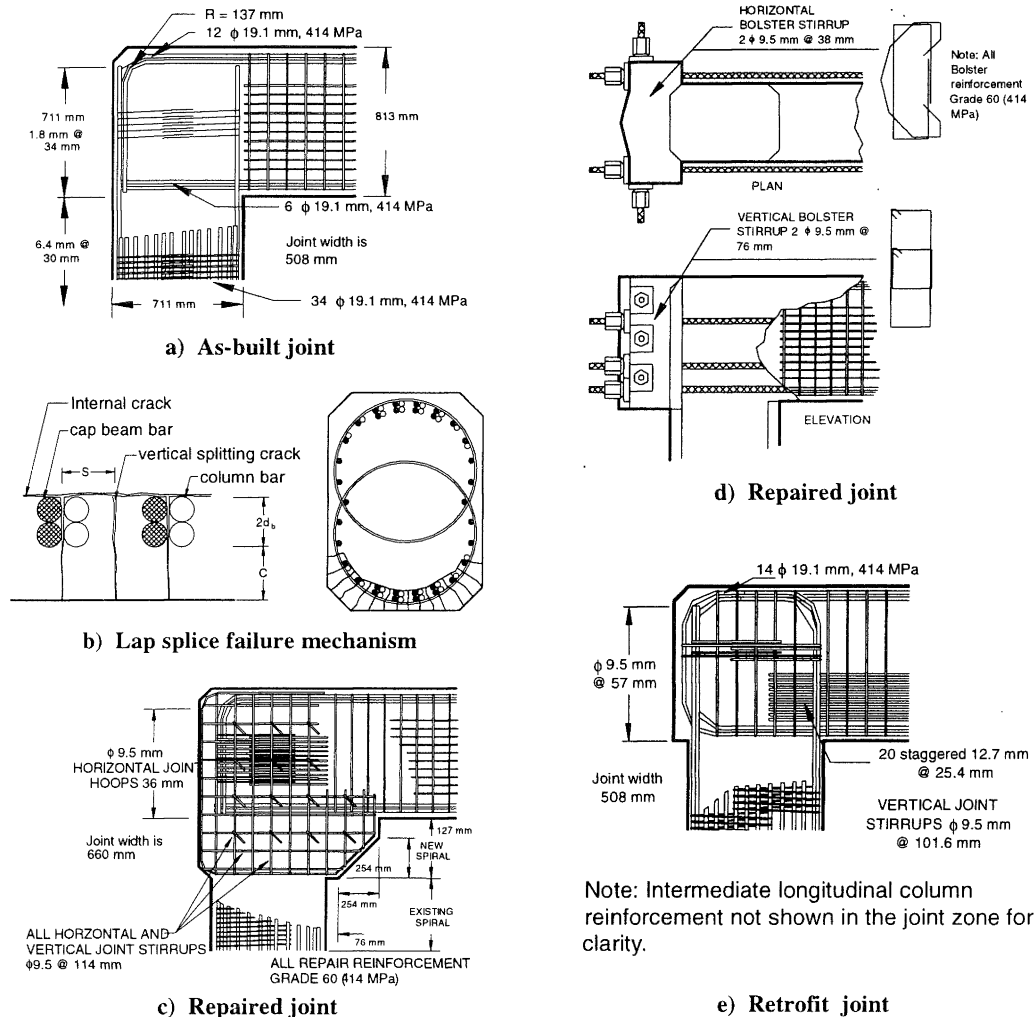 R = 137 mm
12 ϕ 19.1 mm, 414 MPa
711 mm
1.8 mm @
34 mm
813 mm
6 ϕ 19.1 mm, 414 MPa
6.4 mm @
30 mm
Joint width is
508 mm
711 mm
34 ϕ 19.1 mm, 414 MPa
a) As-built joint
Internal crack
cap beam bar
S
vertical splitting crack
column bar
2d_b
C
b) Lap splice failure mechanism
ϕ 9.5 mm
HORIZONTAL JOINT
HOOPS 36 mm
Joint width is
660 mm
127 mm
NEW
SPIRAL
254 mm
254 mm
EXISTING
SPIRAL
76 mm
ALL HORZONTAL AND
VERTICAL JOINT STIRRUPS
ϕ9.5 @ 114 mm
ALL REPAIR REINFORCEMENT
GRADE 60 (414 MPa)
c) Repaired joint
HORIZONTAL
BOLSTER STIRRUP
2 ϕ 9.5 mm @ 38 mm
Note: All
Bolster
reinforcement
Grade 60 (414
MPa)
PLAN
VERTICAL BOLSTER
STIRRUP 2 ϕ 9.5 mm @
76 mm
ELEVATION
d) Repaired joint
14 ϕ 19.1 mm, 414 MPa
ϕ 9.5 mm
@ 57 mm
20 staggered 12.7 mm
@ 25.4 mm
Joint width
508 mm
VERTICAL JOINT
STIRRUPS ϕ 9.5 mm
@ 101.6 mm
Note: Intermediate longitudinal column
reinforcement not shown in the joint zone for
clarity.
e) Retrofit joint